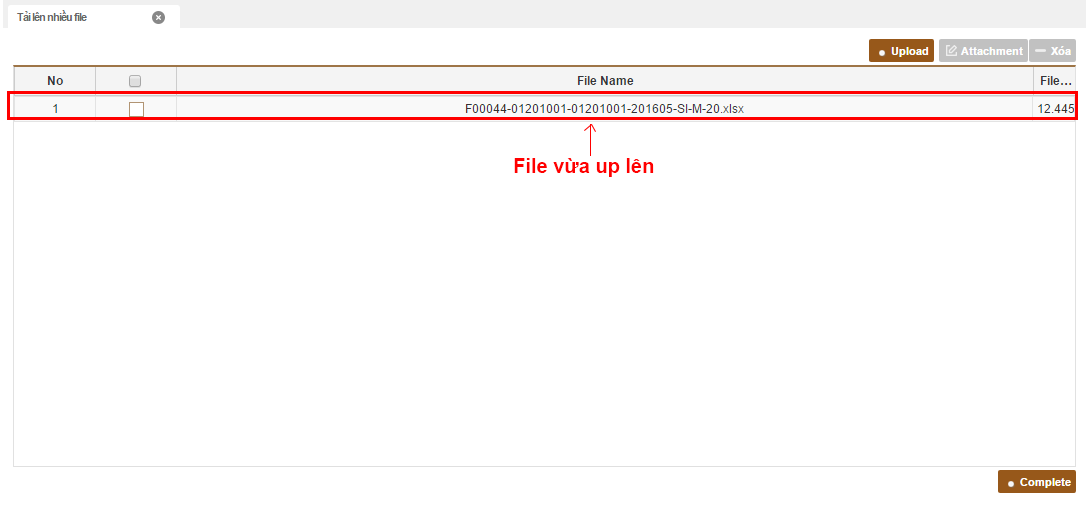 Tải lên nhiều file
Upload Attachment Xóa
No File Name File...
1 F00044-01201001-01201001-201605-SI-M-20.xlsx 12.445
File vừa up lên
Complete